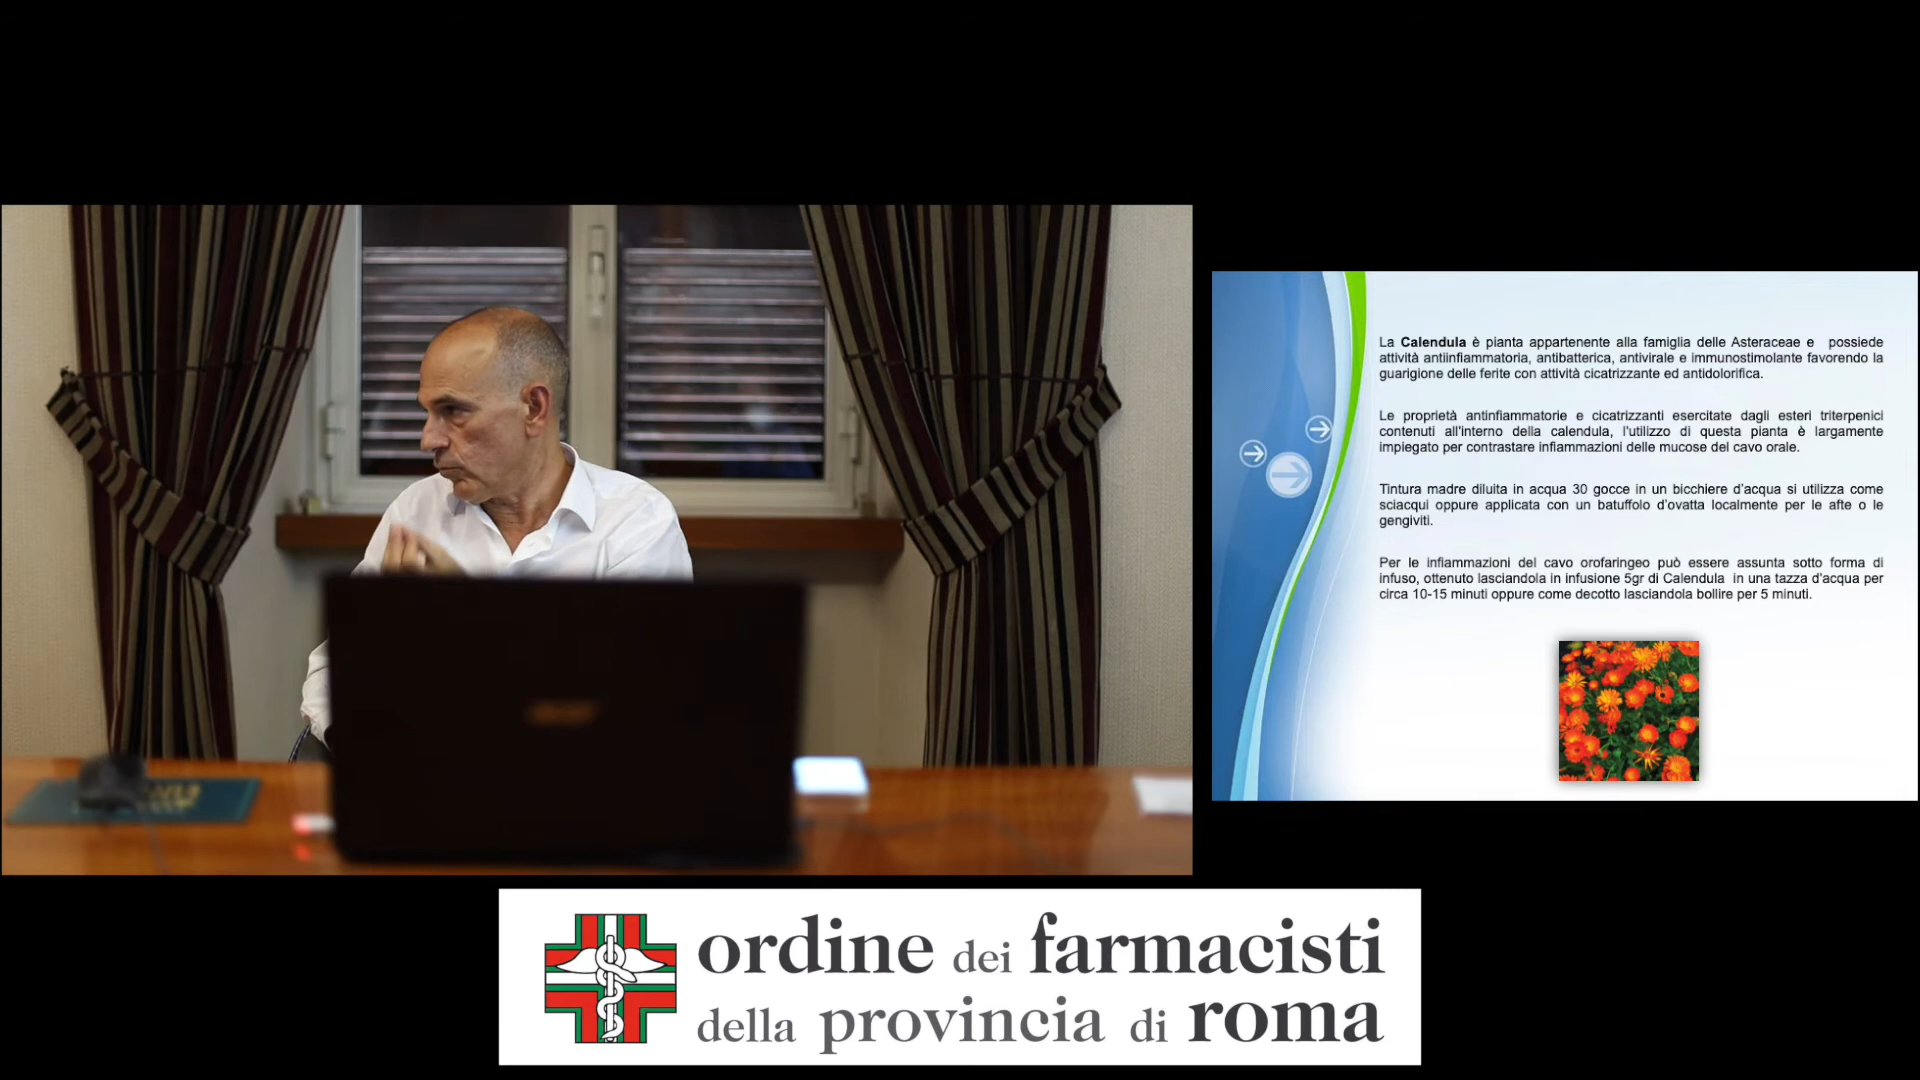 La Calendula è pianta appartenente alla famiglia delle Asteraceae e possiede
attività antiinfiammatoria, antibatterica, antivirale e immunostimolante favorendo la
guarigione delle ferite con attività cicatrizzante ed antidolorifica.
Le proprietà antinfiammatorie e cicatrizzanti esercitate dagli esteri triterpenici
contenuti all'interno della calendula, l'utilizzo di questa pianta è largamente
impiegato per contrastare infiammazioni delle mucose del cavo orale.
Tintura madre diluita in acqua 30 gocce in un bicchiere d'acqua si utilizza come
sciacqui oppure applicata con un batuffolo d'ovatta localmente per le afte o le
gengiviti.
Per le infiammazioni del cavo orofaringeo può essere assunta sotto forma di
infuso, ottenuto lasciandola in infusione 5gr di Calendula in una tazza d'acqua per
circa 10-15 minuti oppure come decotto lasciandola bollire per 5 minuti.
ordine dei farmacisti
della provincia di roma